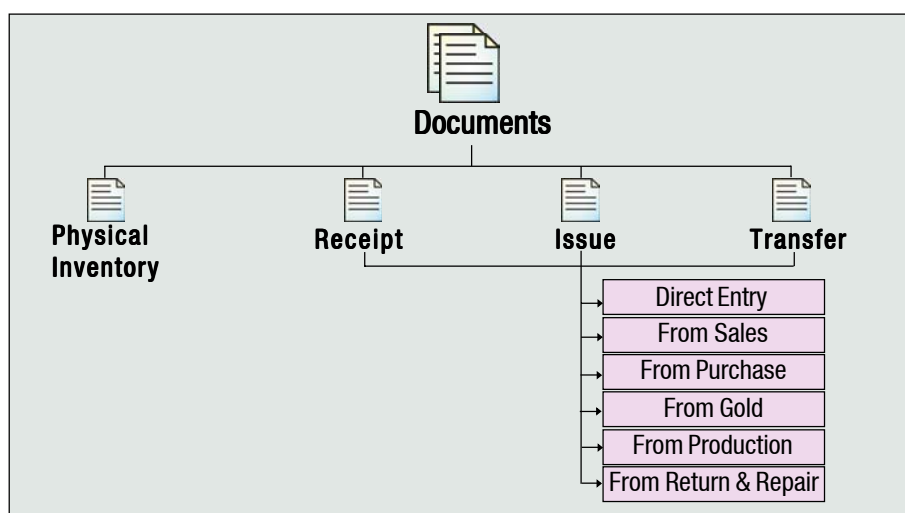 Documents
Physical
Inventory
Receipt
Issue
Transfer
Direct Entry
From Sales
From Purchase
From Gold
From Production
From Return & Repair